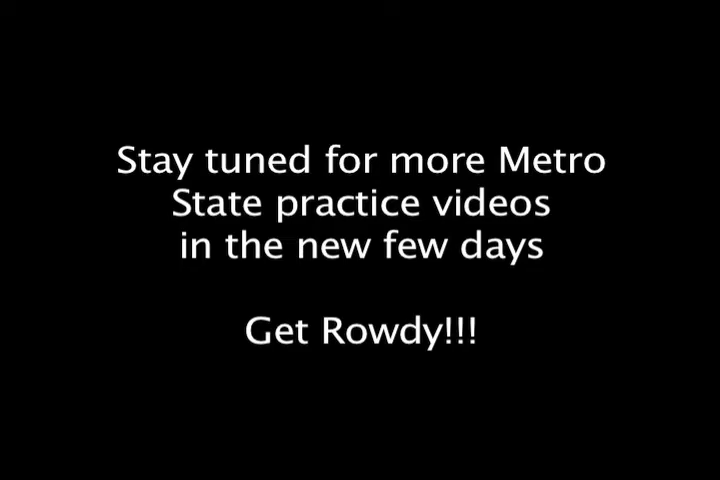 Stay tuned for more Metro
State practice videos
in the new few days
Get Rowdy!!!